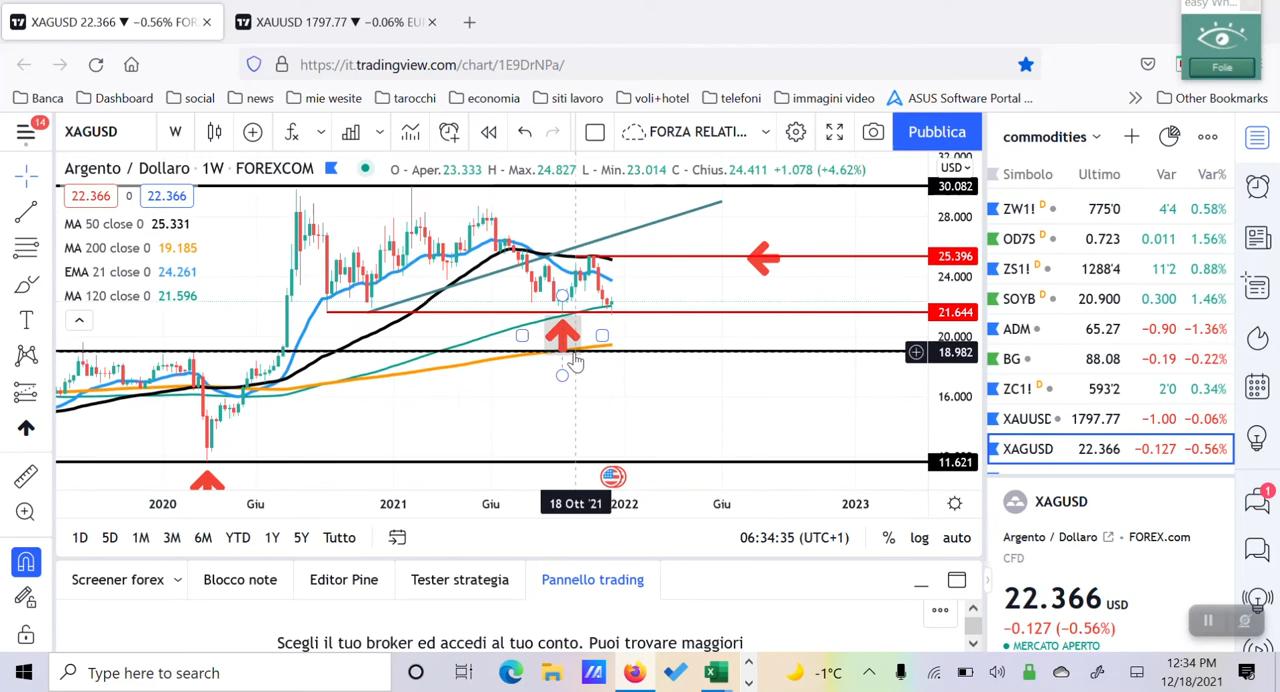 XAGUSD 22.366 ▼ −0.56% FOR
XAUUSD 1797.77 ▼ −0.06% EU
easy Wh...
Folie
https://it.tradingview.com/chart/1E9DrNPa/
Banca
Dashboard
social
news
mie wesite
tarocchi
economia
siti lavoro
voli+hotel
telefoni
immagini video
ASUS Software Portal ...
Other Bookmarks
14
XAGUSD
W
FORZA RELATI...
Pubblica
commodities
Argento / Dollaro · 1W · FOREXCOM
O - Aper.23.333 H - Max.24.827 L - Min.23.014 C - Chius.24.411 +1.078 (+4.62%)
22.366 0 22.366
MA 50 close 0 25.331
MA 200 close 0 19.185
EMA 21 close 0 24.261
MA 120 close 0 21.596
32.000
USD
30.082
28.000
25.396
24.000
21.644
20.000
18.982
16.000
11.621
2020
Giu
2021
Giu
18 Ott '21
2022
Giu
2023
1D 5D 1M 3M 6M YTD 1Y 5Y Tutto
06:34:35 (UTC+1)
% log auto
Screener forex
Blocco note
Editor Pine
Tester strategia
Pannello trading
Scegli il tuo broker ed accedi al tuo conto. Puoi trovare maggiori
Simbolo Ultimo Var Var%
ZW1! D 775'0 4'4 0.58%
OD7S D 0.723 0.011 1.56%
ZS1! D 1288'4 11'2 0.88%
SOYB 20.900 0.300 1.46%
ADM 65.27 −0.90 −1.36%
BG 88.08 −0.19 −0.22%
ZC1! D 593'2 2'0 0.34%
XAUUSD 1797.77 −1.00 −0.06%
XAGUSD 22.366 −0.127 −0.56%
XAGUSD
Argento / Dollaro · FOREX.com
CFD
22.366 USD
−0.127 (−0.56%)
MERCATO APERTO
1
Type here to search
-1°C
12:34 PM
12/18/2021